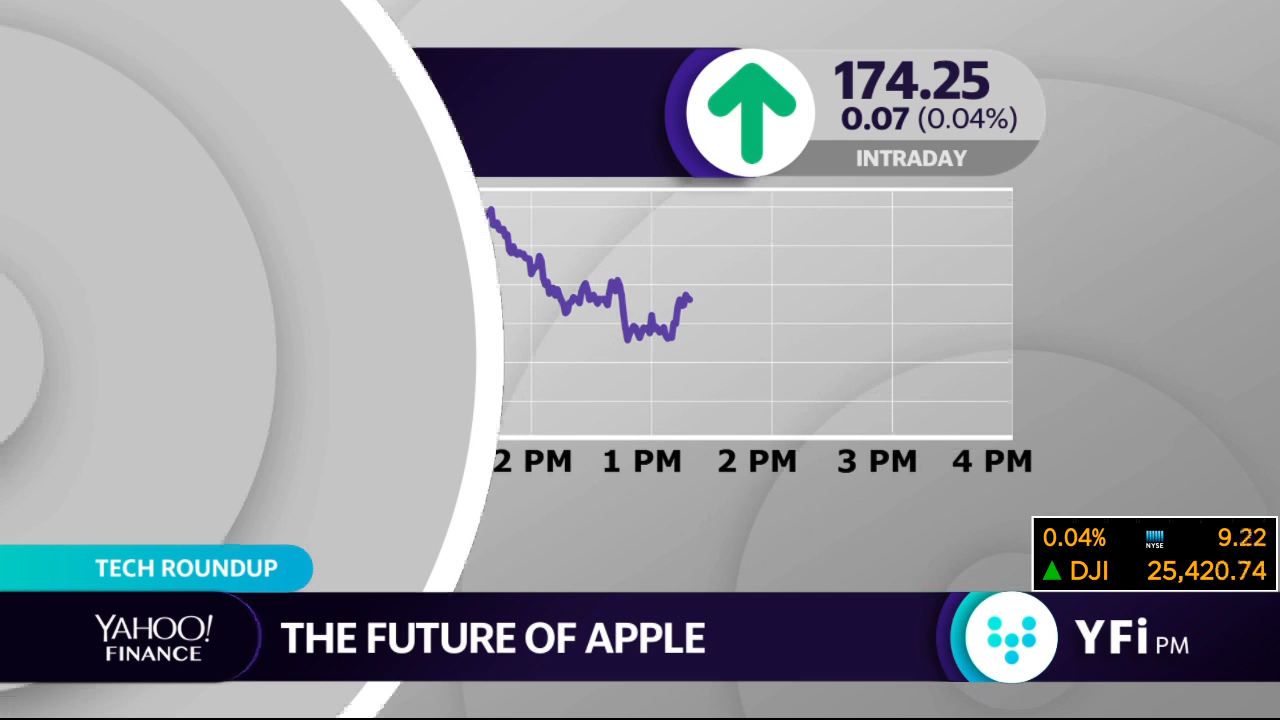 174.25
0.07 (0.04%)
INTRADAY
2 PM 1 PM 2 PM 3 PM 4 PM
0.04% NYSE 9.22
DJI 25,420.74
TECH ROUNDUP
YAHOO!
FINANCE
THE FUTURE OF APPLE
YFi PM